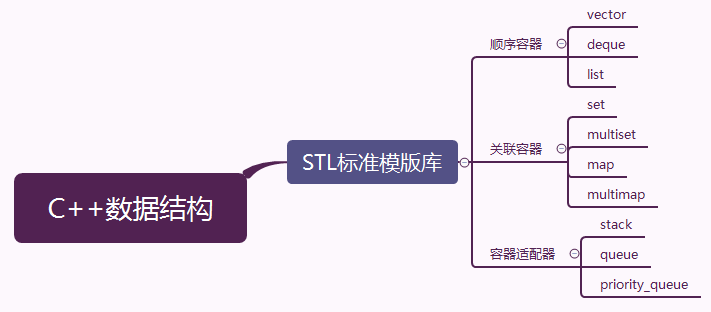 C++数据结构
STL标准模版库
顺序容器
vector
deque
list
关联容器
set
multiset
map
multimap
容器适配器
stack
queue
priority_queue